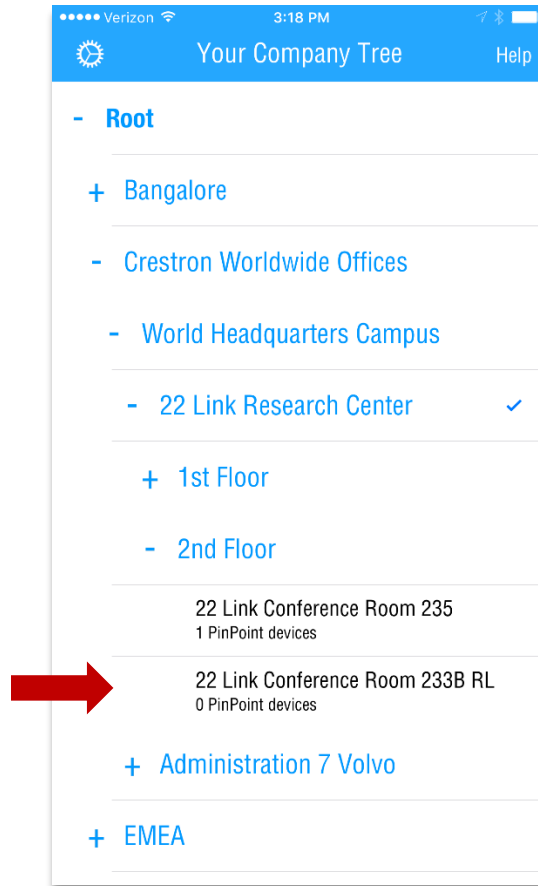 Verizon 3:18 PM
Your Company Tree Help
- Root
+ Bangalore
- Crestron Worldwide Offices
- World Headquarters Campus
- 22 Link Research Center
+ 1st Floor
- 2nd Floor
22 Link Conference Room 235
1 PinPoint devices
22 Link Conference Room 233B RL
0 PinPoint devices
+ Administration 7 Volvo
+ EMEA